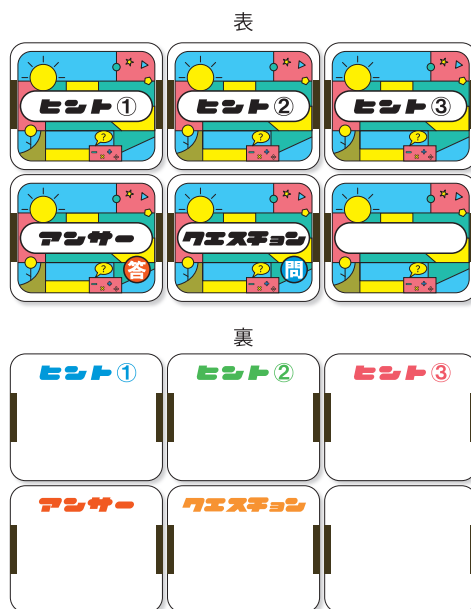 表
ヒント①
ヒント②
ヒント③
?
?
?
アンサー
答
クエスチョン
問
?
?
?
裏
ヒント①
ヒント②
ヒント③
アンサー
クエスチョン